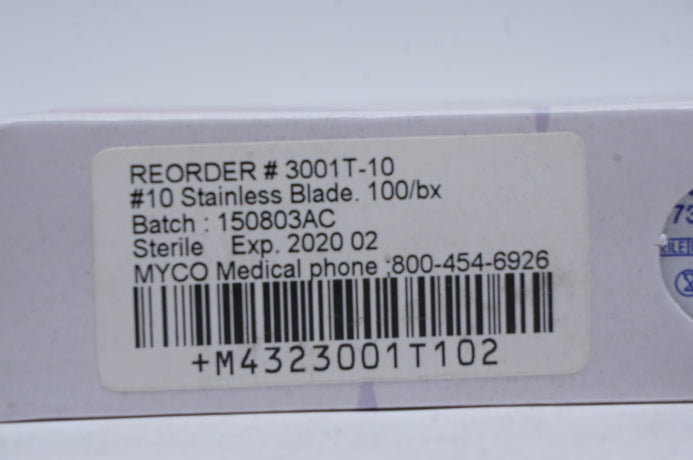 REORDER # 3001T-10
#10 Stainless Blade. 100/bx
Batch : 150803AC
Sterile Exp. 2020 02
MYCO Medical phone ;800-454-6926
+M4323001T102
73